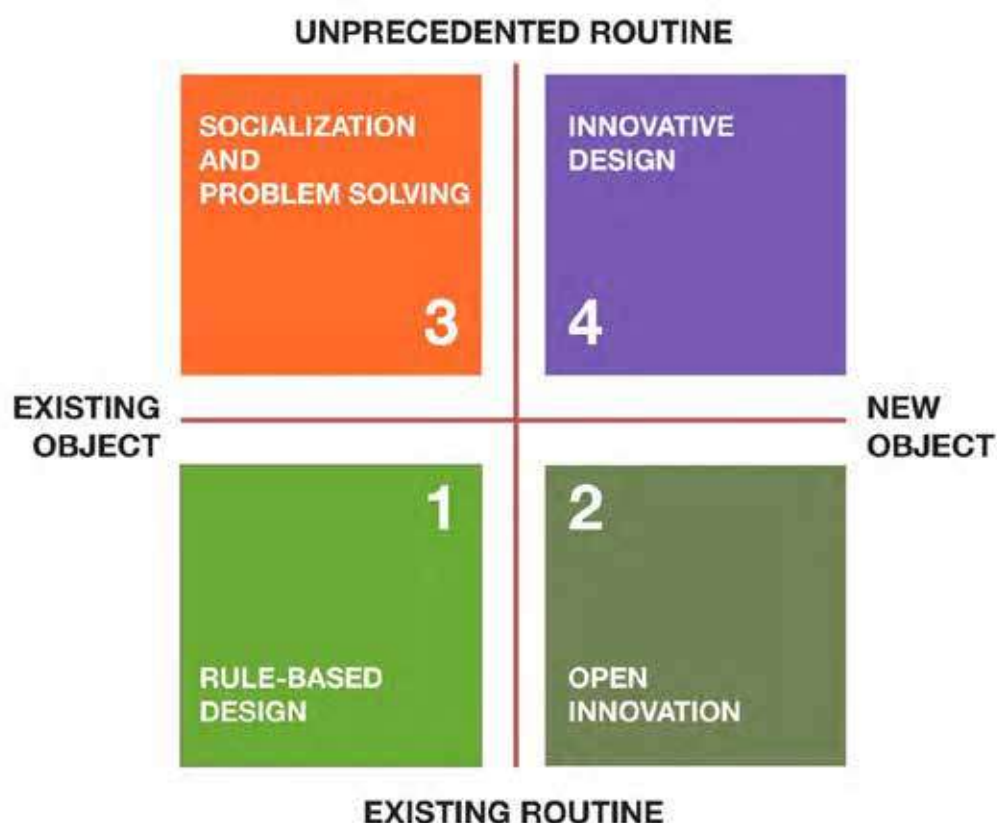 UNPRECEDENTED ROUTINE
SOCIALIZATION
AND
PROBLEM SOLVING
3
INNOVATIVE
DESIGN
4
EXISTING
OBJECT
NEW
OBJECT
1
RULE-BASED
DESIGN
2
OPEN
INNOVATION
EXISTING ROUTINE